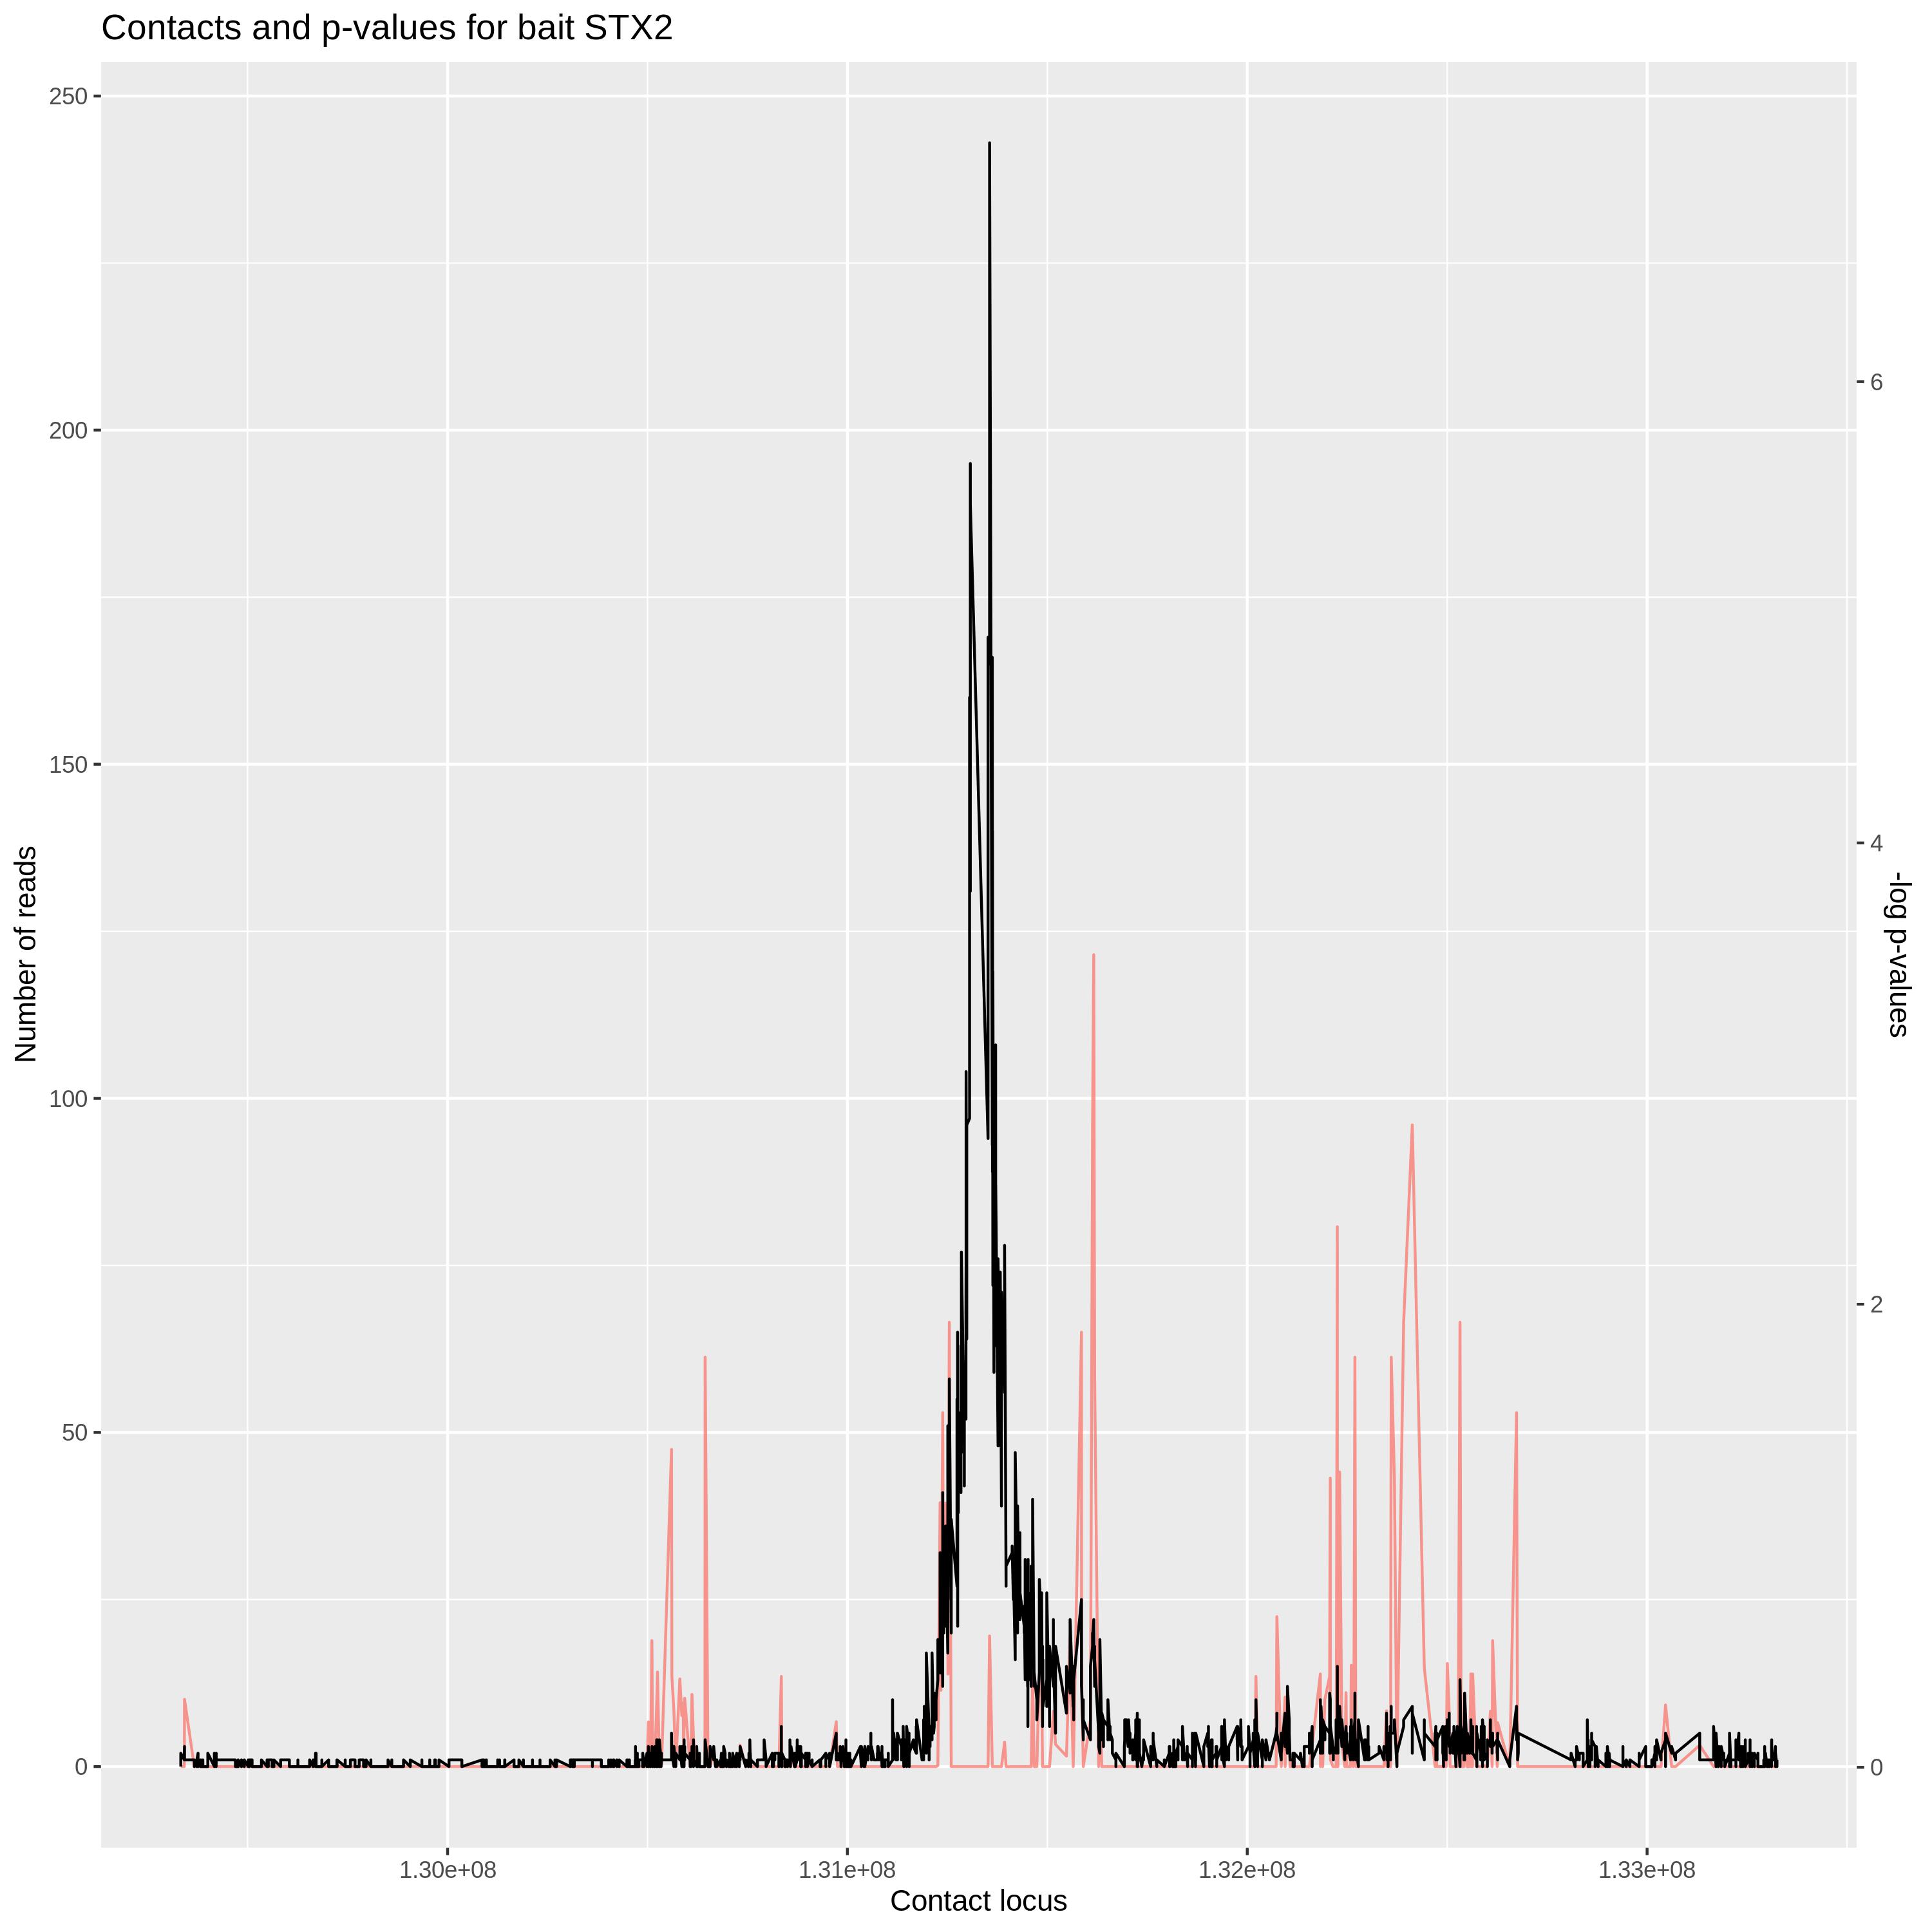 Contacts and p-values for bait STX2
250
200
150
100
50
0
Number of reads
6
4
2
0
-log p-values
1.30e+08
1.31e+08
1.32e+08
1.33e+08
Contact locus